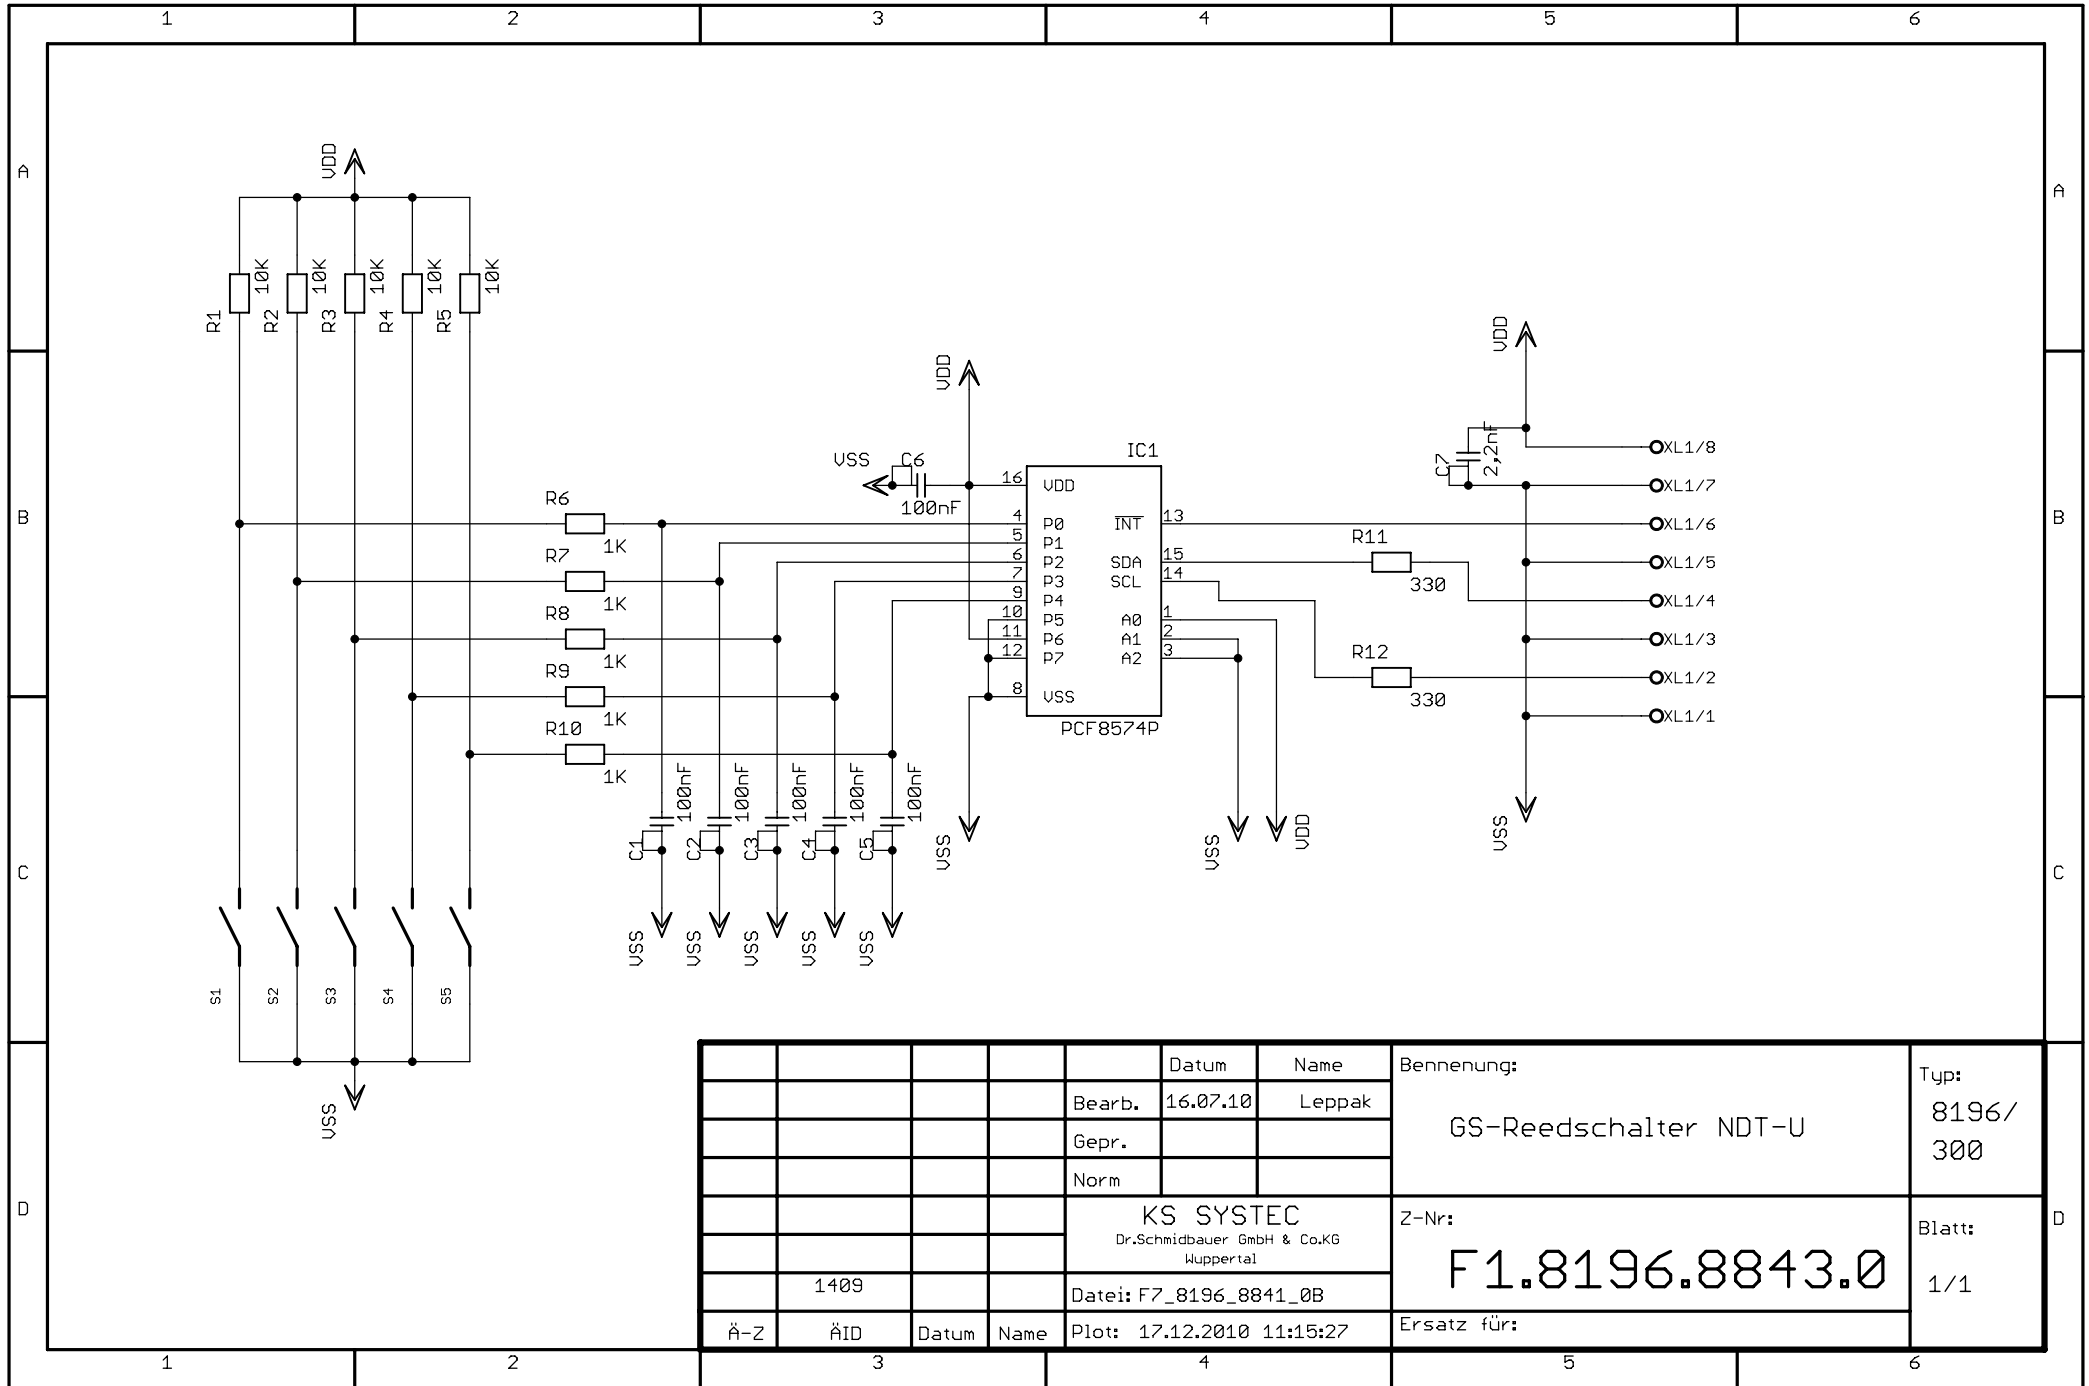 1 2 3 4 5 6
A
A
B
B
C
C
D
D
VDD
R1 10K
R2 10K
R3 10K
R4 10K
R5 10K
R6
1K
R7
1K
R8
1K
R9
1K
R10
1K
VSS
C6
100nF
VDD
IC1
16 VDD
4 P0
5 P1
6 P2
7 P3
9 P4
10 P5
11 P6
12 P7
8 VSS
INT 13
SDA 15
SCL 14
A0 1
A1 2
A2 3
PCF8574P
R11
330
R12
330
VDD
C7
2,2nF
XL1/8
XL1/7
XL1/6
XL1/5
XL1/4
XL1/3
XL1/2
XL1/1
VSS
VSS
VSS
VDD
C1 100nF
C2 100nF
C3 100nF
C4 100nF
C5 100nF
VSS
VSS
VSS
VSS
VSS
S1
S2
S3
S4
S5
VSS
Datum Name
Bearb. 16.07.10 Leppak
Gepr.
Norm
KS SYSTEC
Dr.Schmidbauer GmbH & Co.KG
Wuppertal
1409
Datei: F7_8196_8841_0B
Ä-Z ÄID Datum Name
Plot: 17.12.2010 11:15:27
Bennenung:
GS-Reedschalter NDT-U
Typ:
8196/
300
Z-Nr:
F1.8196.8843.0
Blatt:
1/1
Ersatz für:
1 2 3 4 5 6